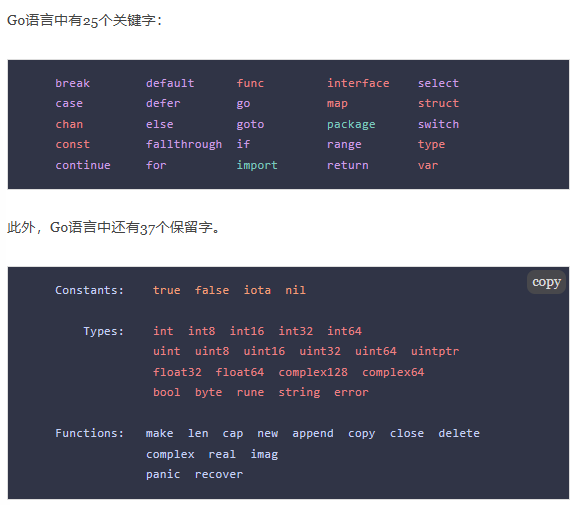 Go语言中有25个关键字：
break default func interface select
case defer go map struct
chan else goto package switch
const fallthrough if range type
continue for import return var
此外，Go语言中还有37个保留字。
copy
Constants: true false iota nil
Types: int int8 int16 int32 int64
uint uint8 uint16 uint32 uint64 uintptr
float32 float64 complex128 complex64
bool byte rune string error
Functions: make len cap new append copy close delete
complex real imag
panic recover